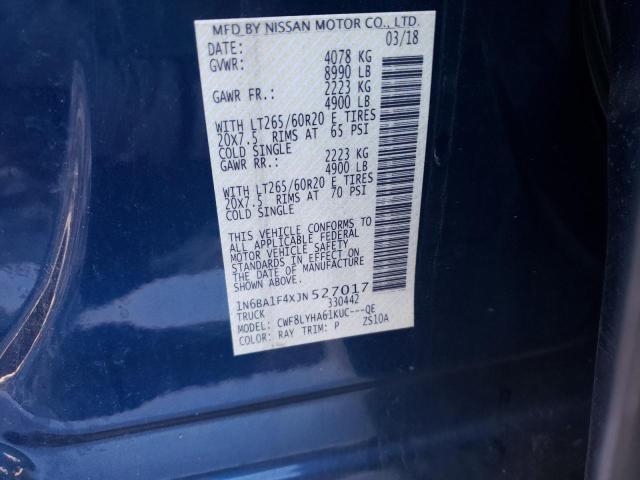 MFD BY NISSAN MOTOR CO., LTD.
DATE: 03/18
GVWR: 4078 KG
8990 LB
GAWR FR.: 2223 KG
4900 LB
WITH LT265/60R20 E TIRES
20X7.5 RIMS AT 65 PSI
COLD SINGLE
GAWR RR.: 2223 KG
4900 LB
WITH LT265/60R20 E TIRES
20X7.5 RIMS AT 70 PSI
COLD SINGLE
THIS VEHICLE CONFORMS TO
ALL APPLICABLE FEDERAL
MOTOR VEHICLE SAFETY
STANDARDS IN EFFECT ON
THE DATE OF MANUFACTURE
SHOWN ABOVE.
1N6BA1F4XJN527017
TRUCK 330442
MODEL: CWF8LYHA61KUC---QE
COLOR: RAY TRIM: P ZS10A